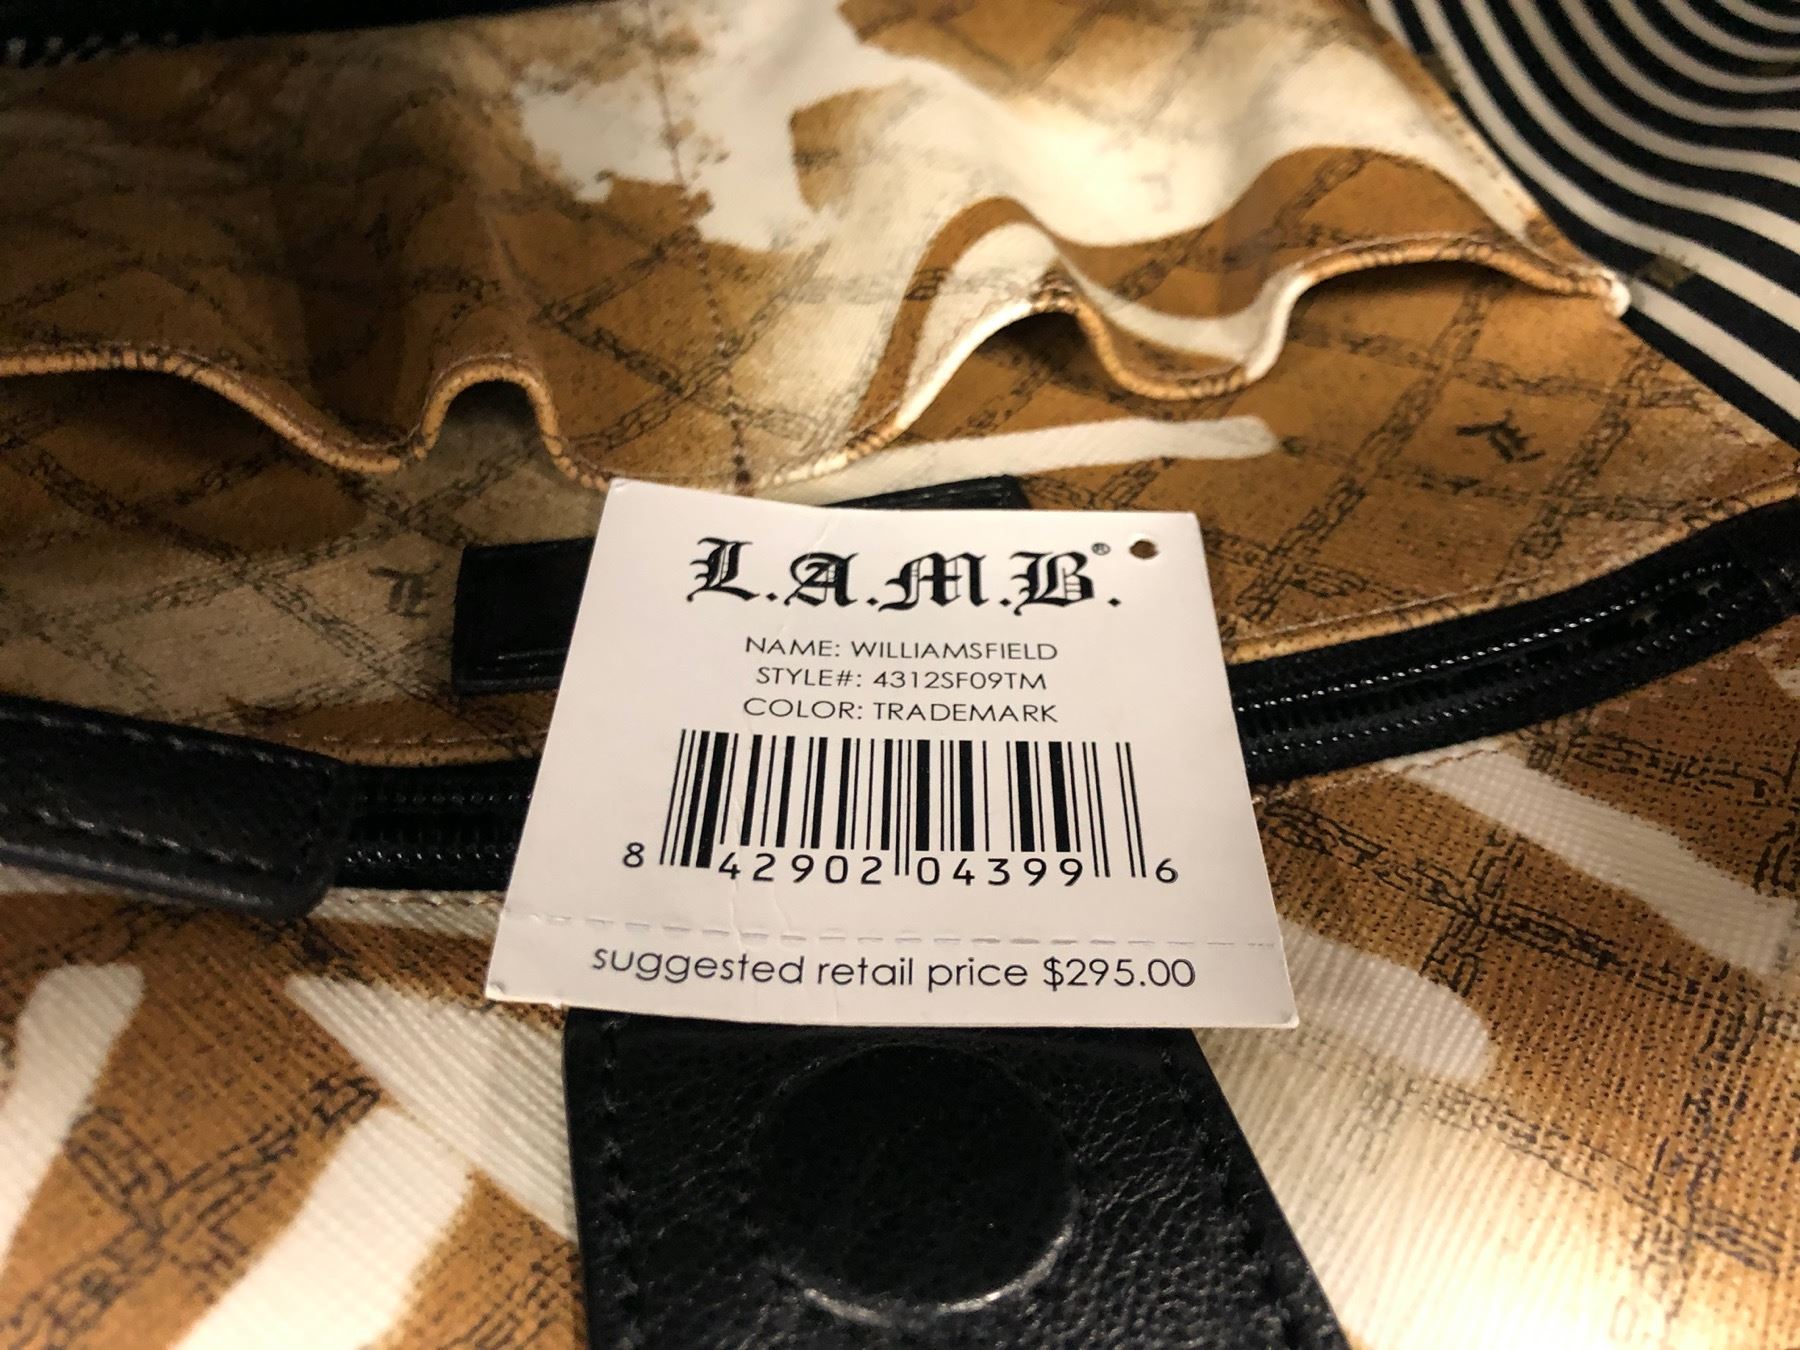 L.A.M.B.®
NAME: WILLIAMSFIELD
STYLE#: 4312SF09TM
COLOR: TRADEMARK
8 42902 04399 6
suggested retail price $295.00